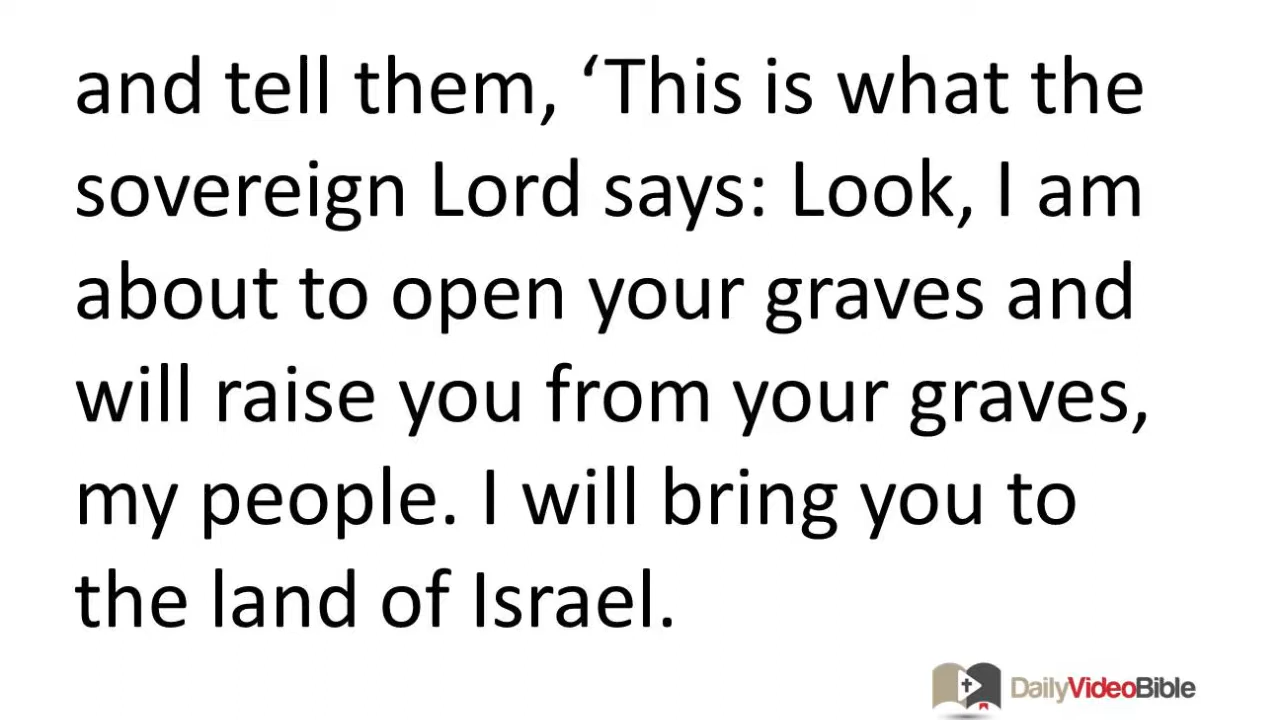 and tell them, ‘This is what the
sovereign Lord says: Look, I am
about to open your graves and
will raise you from your graves,
my people. I will bring you to
the land of Israel.
DailyVideoBible